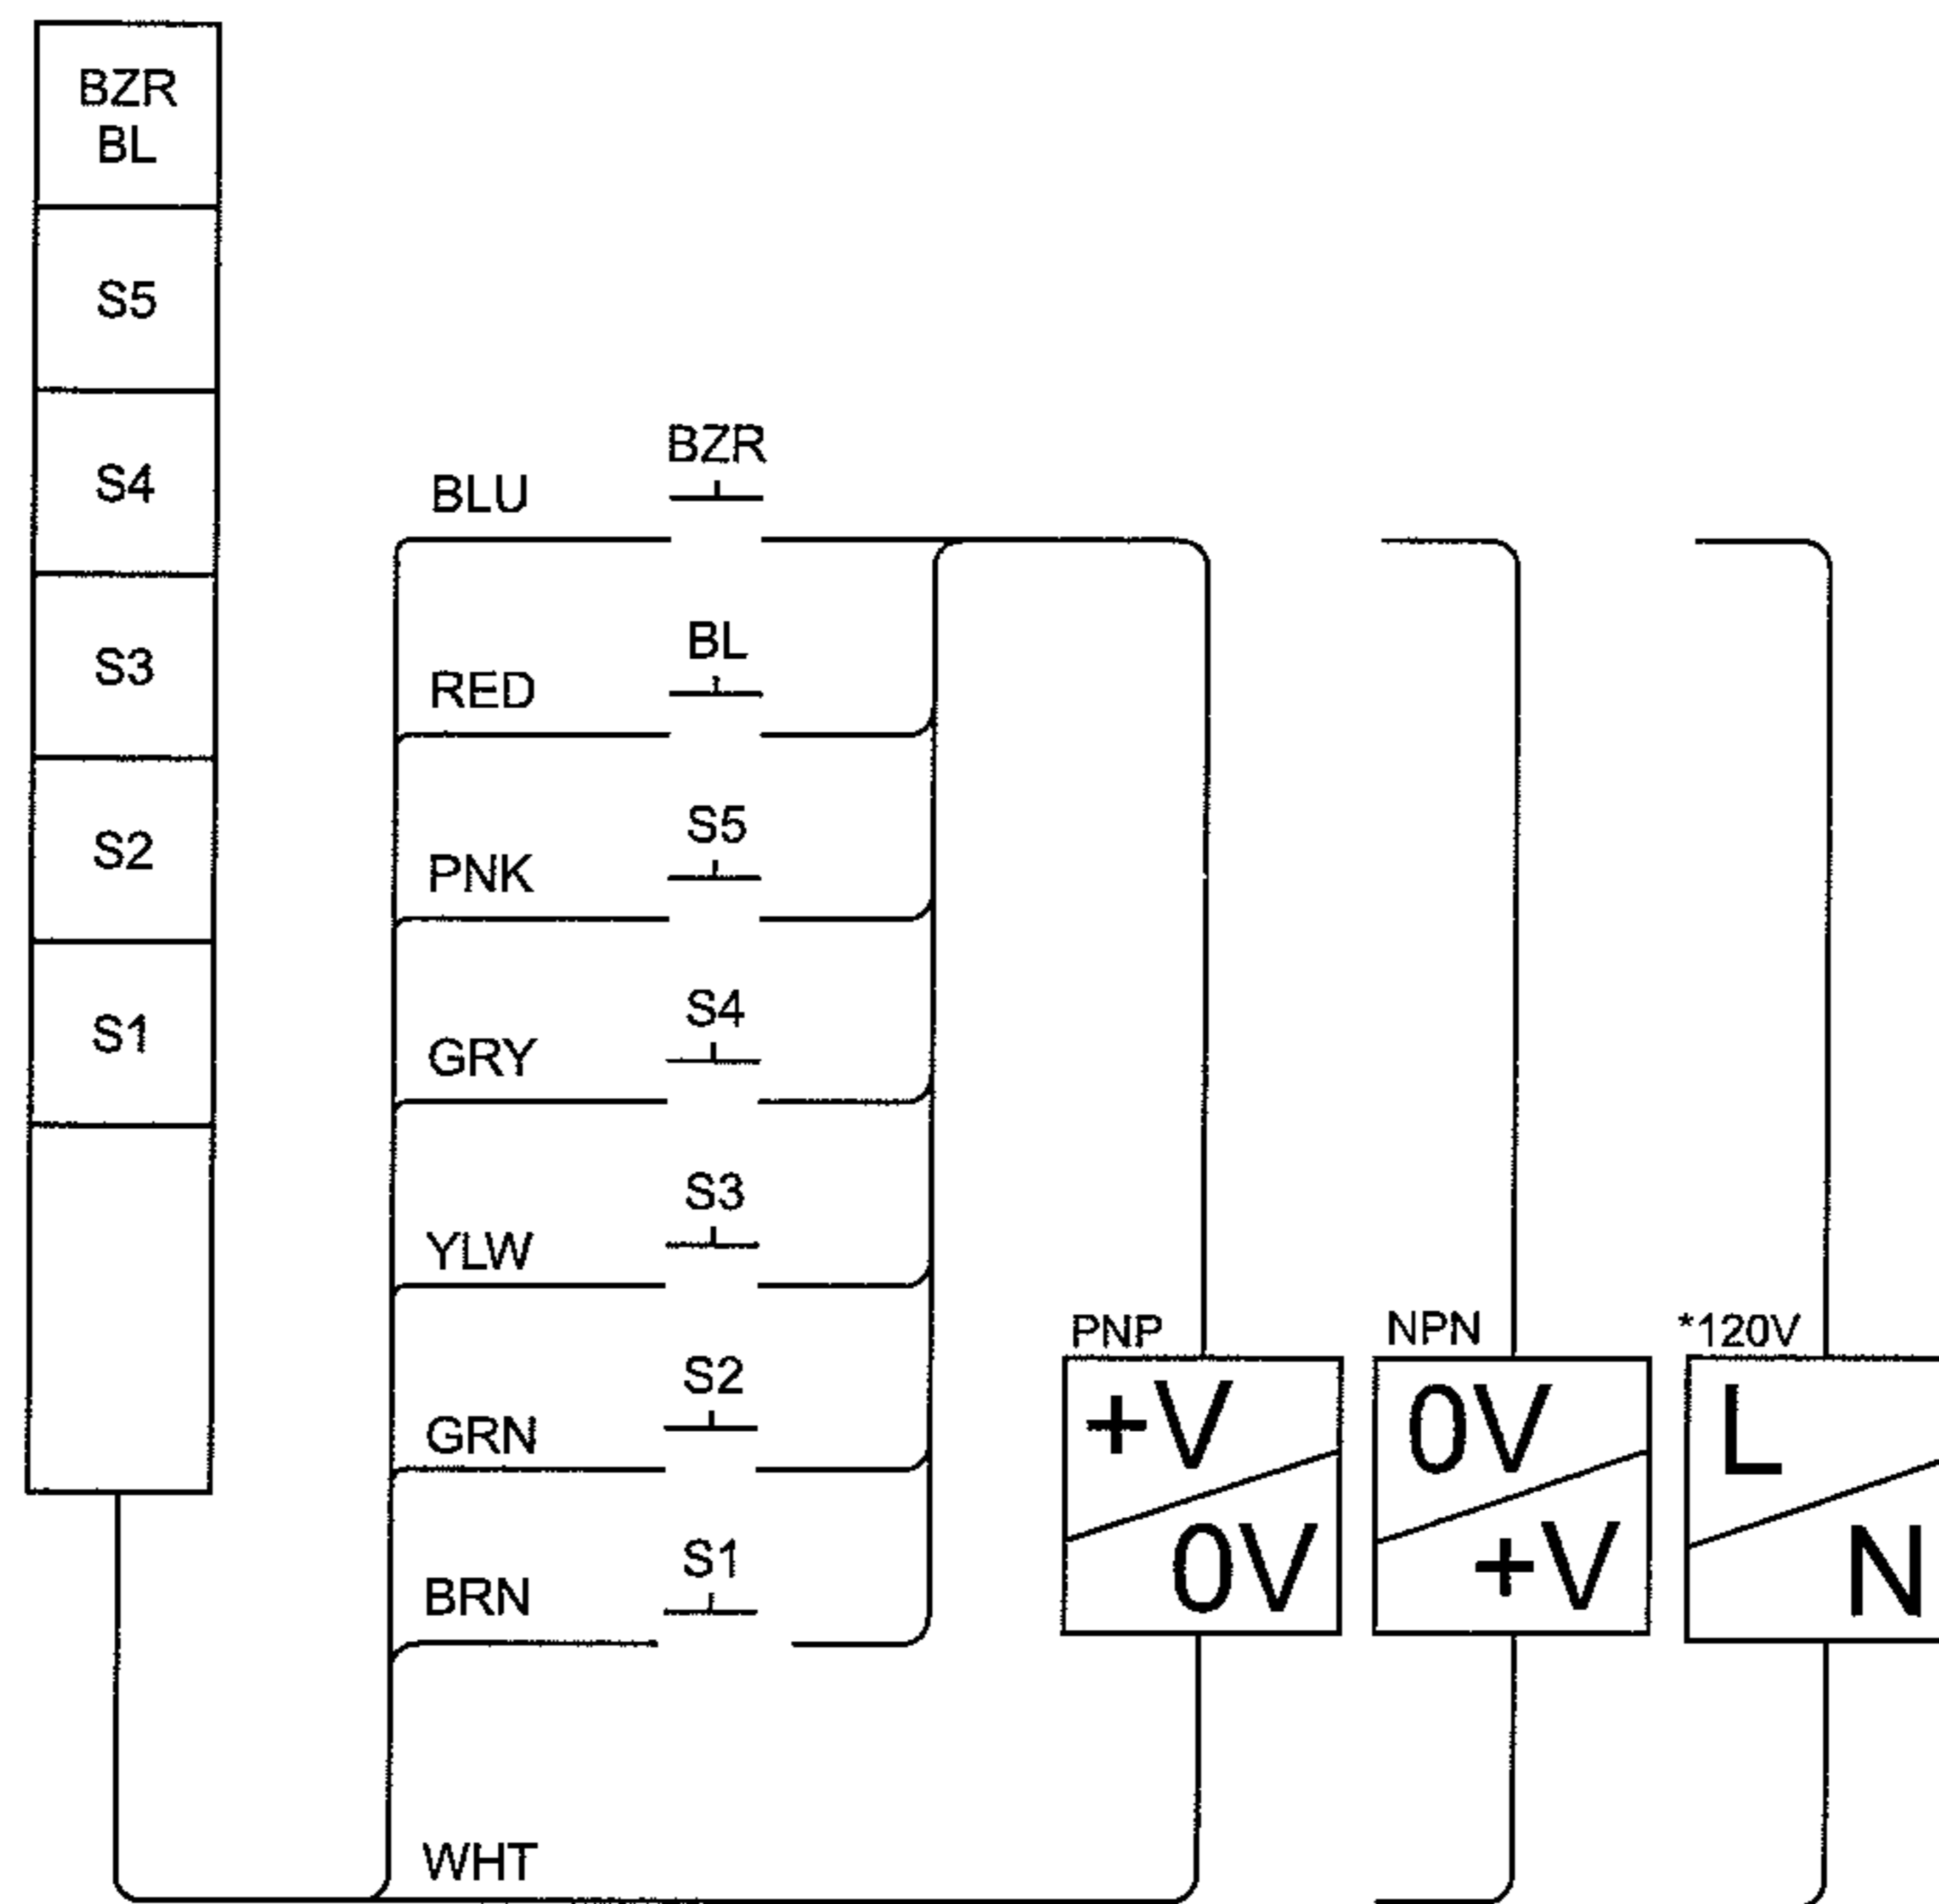 BZR
BL
S5
S4
S3
S2
S1
BLU
BZR
RED
BL
PNK
S5
GRY
S4
YLW
S3
GRN
S2
BRN
S1
WHT
PNP
+V
0V
NPN
0V
+V
*120V
L
N